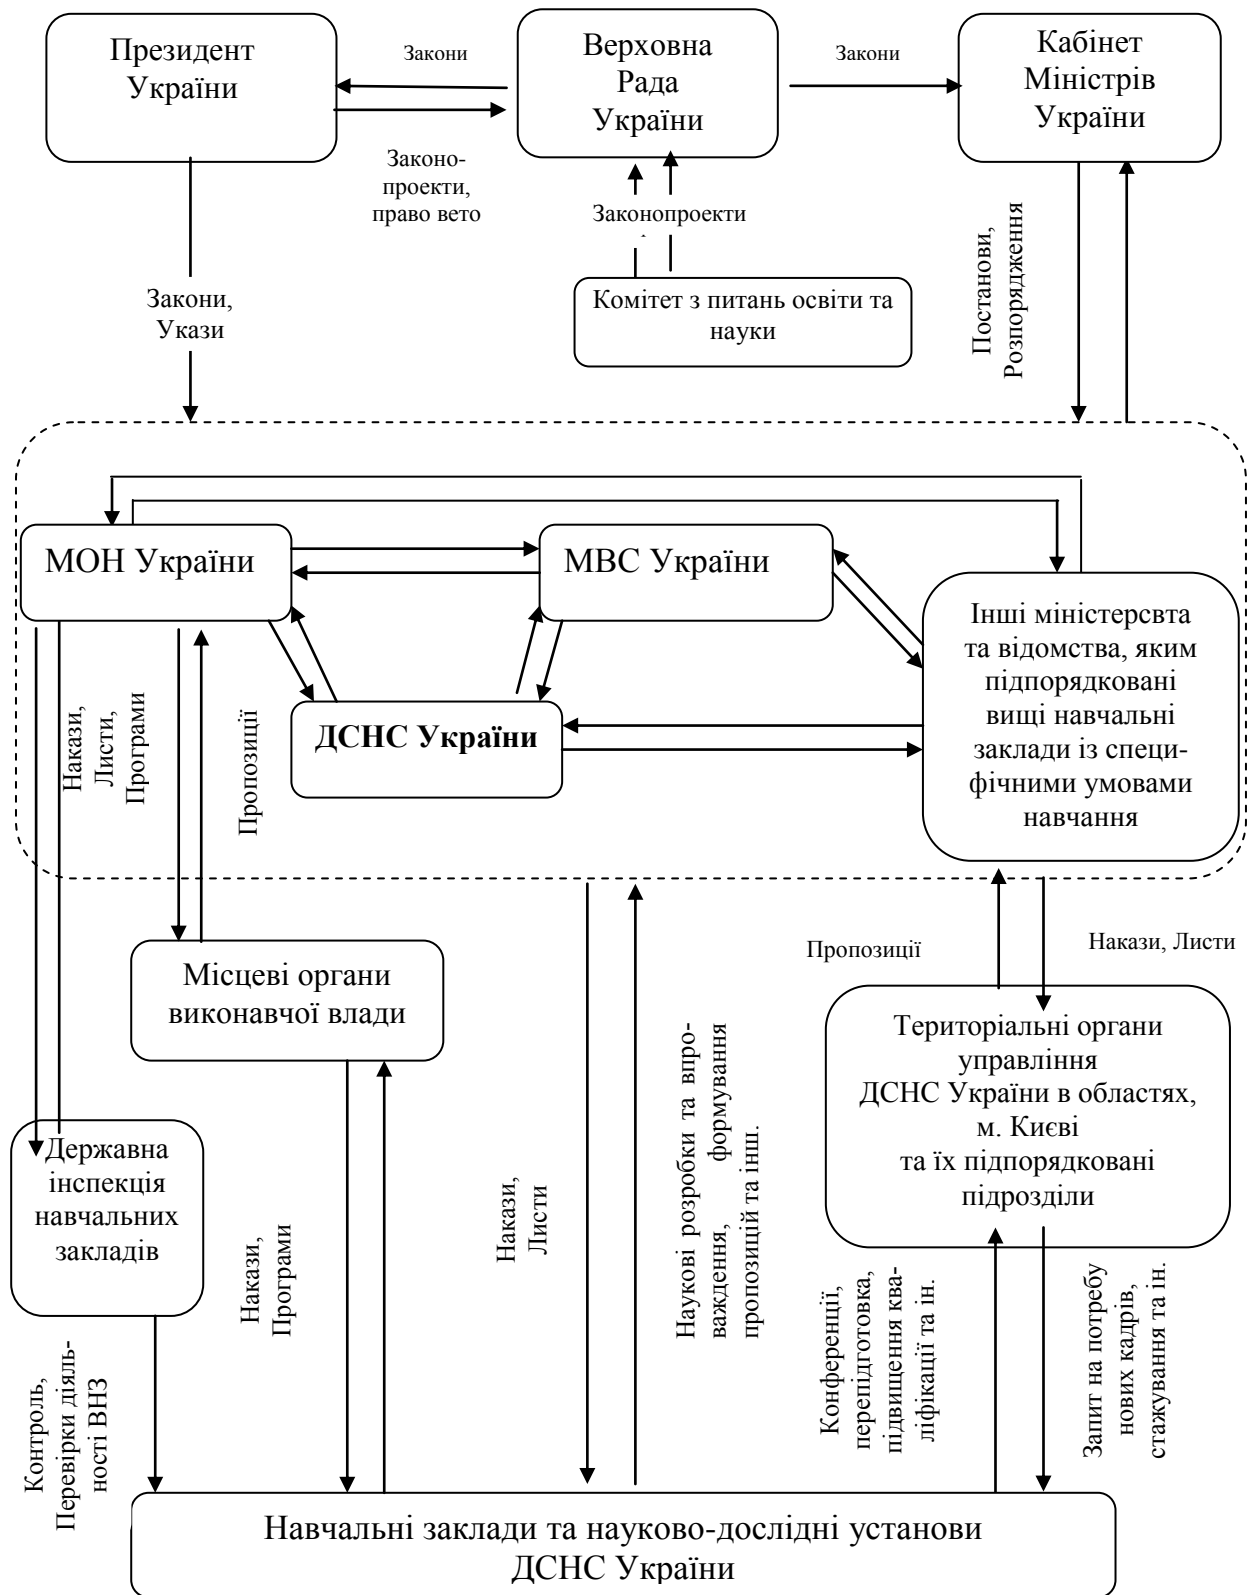 Президент
України
Закони
Верховна
Рада
України
Закони
Кабінет
Міністрів
України
Законо-
проекти,
право вето
Законопроекти
Закони,
Укази
Комітет з питань освіти та
науки
Постанови,
Розпорядження
МОН України
МВС України
ДСНС України
Інші міністерсвта
та відомства, яким
підпорядковані
вищі навчальні
заклади із специ-
фічними умовами
навчання
Накази,
Листи,
Програми
Пропозиції
Місцеві органи
виконавчої влади
Пропозиції
Накази, Листи
Територіальні органи
управління
ДСНС України в областях,
м. Києві
та їх підпорядковані
підрозділи
Державна
інспекція
навчальних
закладів
Накази,
Програми
Накази,
Листи
Наукові розробки та впро-
важдення, формування
пропозицій та інш.
Конференції,
перепідготовка,
підвищення ква-
ліфікації та ін.
Запит на потребу
нових кадрів,
стажування та ін.
Контроль,
Перевірки діяль-
ності ВНЗ
Навчальні заклади та науково-дослідні установи
ДСНС України